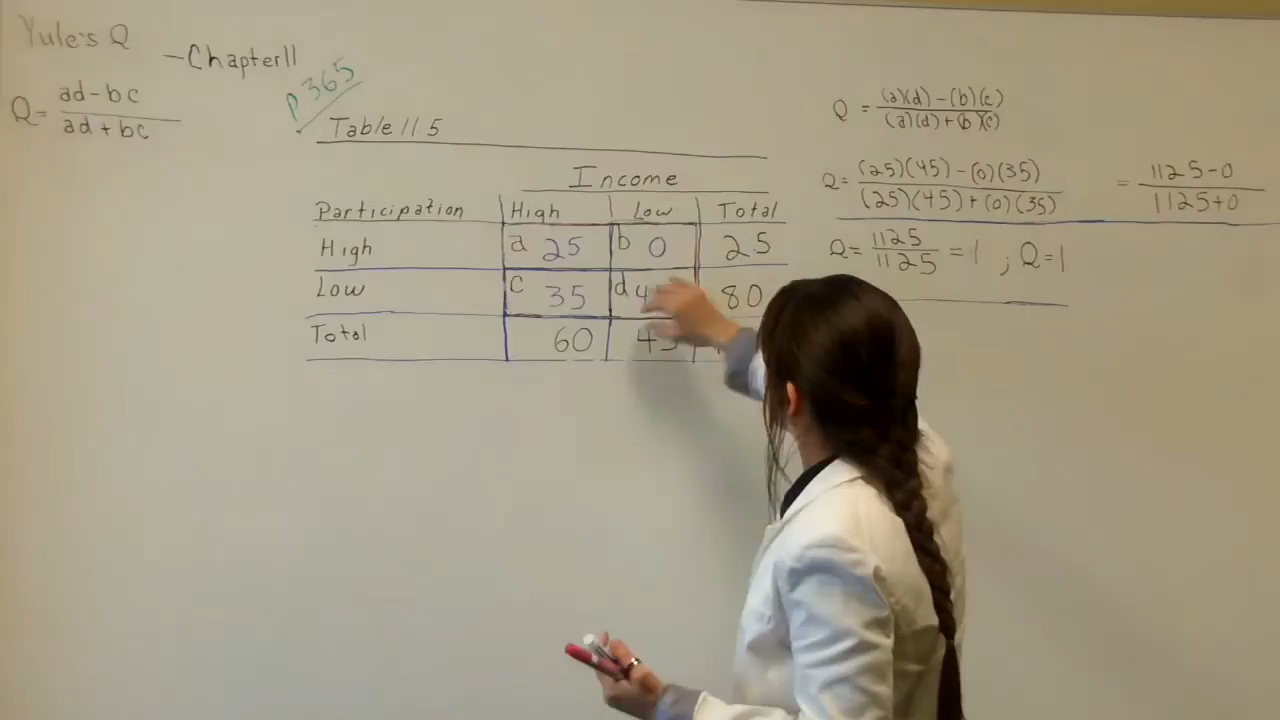 Yule's Q
-Chapter 11
Q= ad-bc
ad+bc
p 365
Table 11 5
Income
Participation High Low Total
High a 25 b 0 25
Low c 35 d 4 80
Total 60 45
Q = (a)(d) - (b)(c)
(a)(d) + (b)(c)
Q= (25)(45) - (0)(35) = 1125-0
(25)(45) + (0)(35) 1125+0
Q= 1125 = 1 ; Q=1
1125